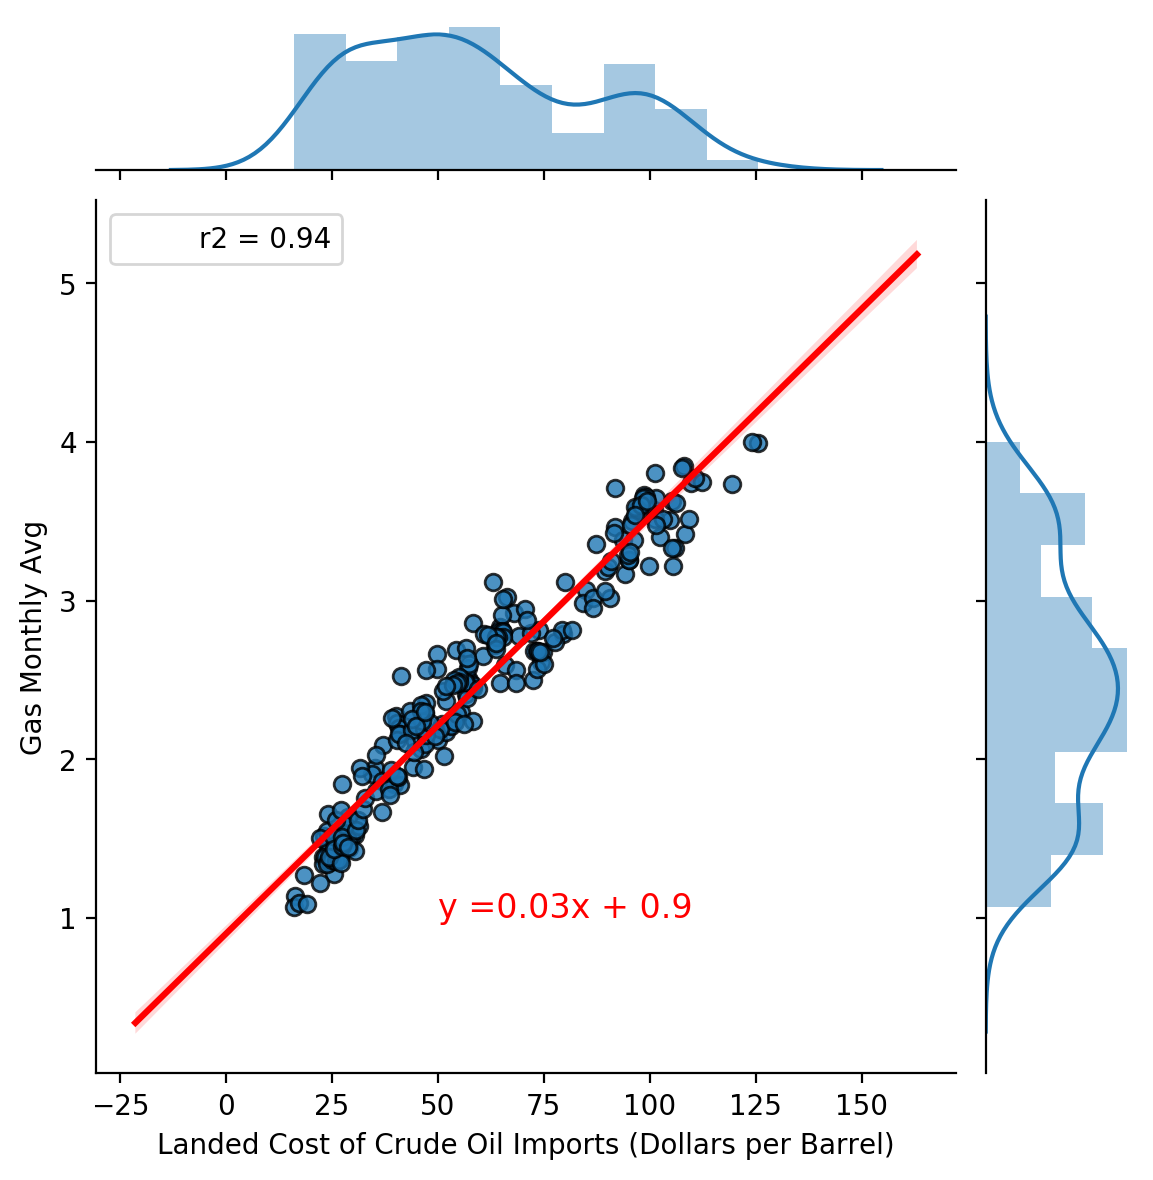 r2 = 0.94
5
4
3
2
1
Gas Monthly Avg
y =0.03x + 0.9
−25 0 25 50 75 100 125 150
Landed Cost of Crude Oil Imports (Dollars per Barrel)